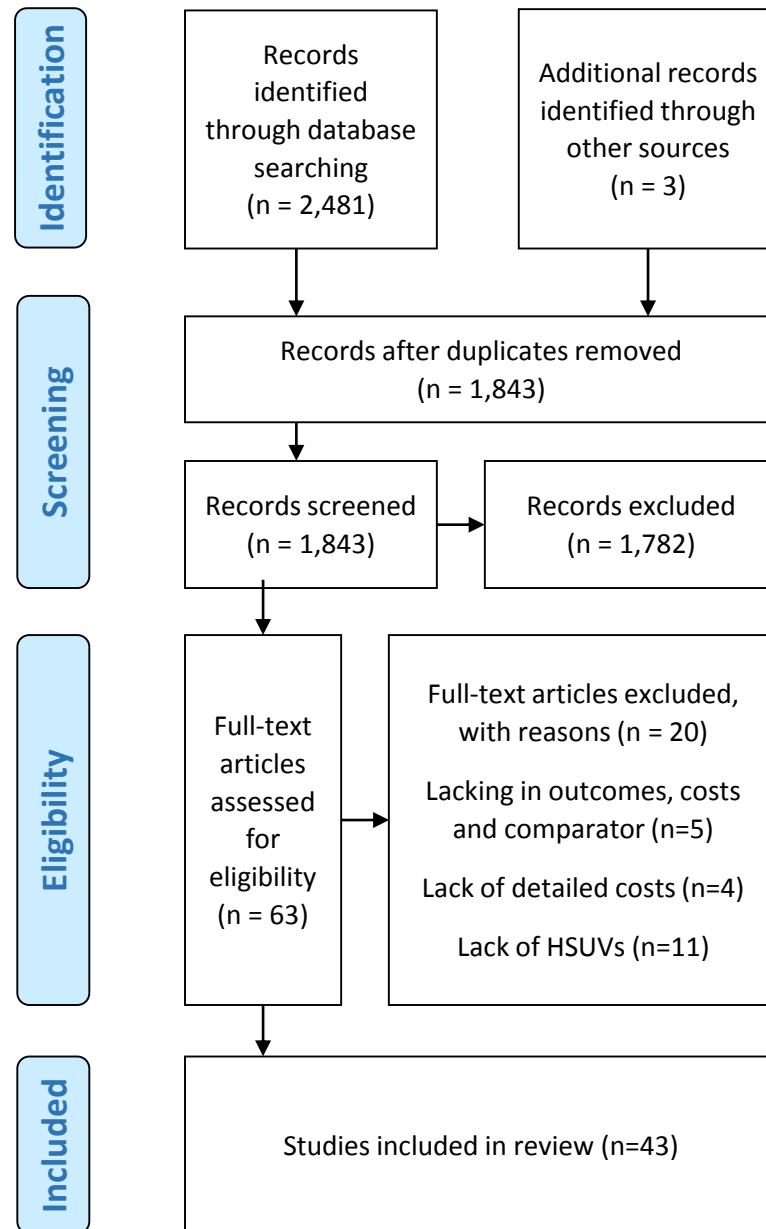 Identification
Records
identified
through database
searching
(n = 2,481)
Additional records
identified through
other sources
(n = 3)
Screening
Records after duplicates removed
(n = 1,843)
Records screened
(n = 1,843)
Records excluded
(n = 1,782)
Eligibility
Full-text
articles
assessed
for
eligibility
(n = 63)
Full-text articles excluded,
with reasons (n = 20)
Lacking in outcomes, costs
and comparator (n=5)
Lack of detailed costs (n=4)
Lack of HSUVs (n=11)
Included
Studies included in review (n=43)